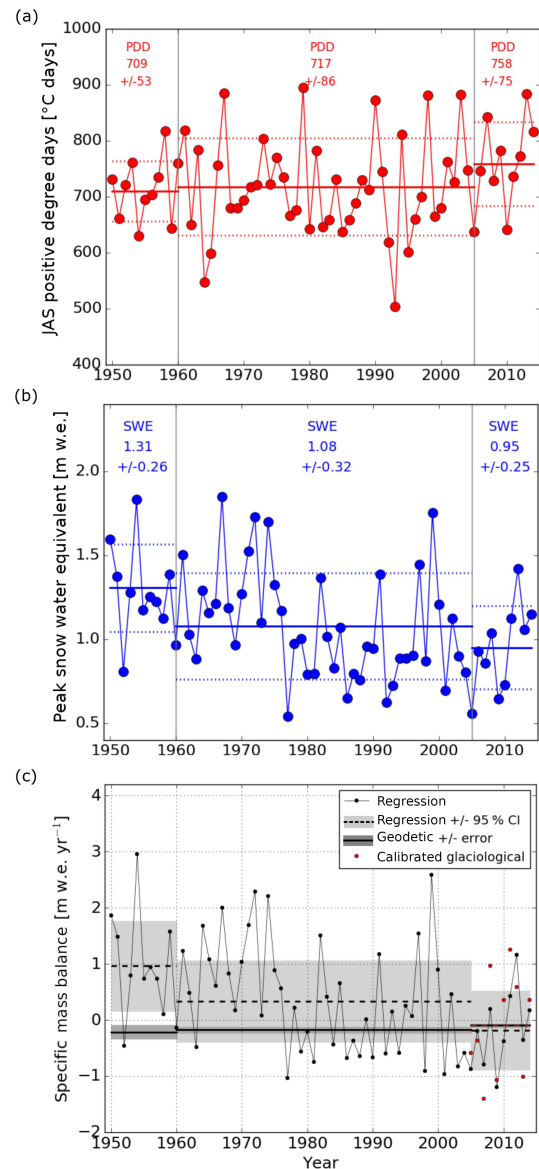 (a)
JAS positive degree days [°C days]
1000
900
800
700
600
500
400
PDD
709
+/-53
PDD
717
+/-86
PDD
758
+/-75
1950 1960 1970 1980 1990 2000 2010
(b)
Peak snow water equivalent [m w.e.]
2.0
1.5
1.0
0.5
SWE
1.31
+/-0.26
SWE
1.08
+/-0.32
SWE
0.95
+/-0.25
1950 1960 1970 1980 1990 2000 2010
(c)
Specific mass balance [m w.e. yr⁻¹]
4
3
2
1
0
−1
−2
Regression
Regression +/- 95 % CI
Geodetic +/- error
Calibrated glaciological
1950 1960 1970 1980 1990 2000 2010
Year